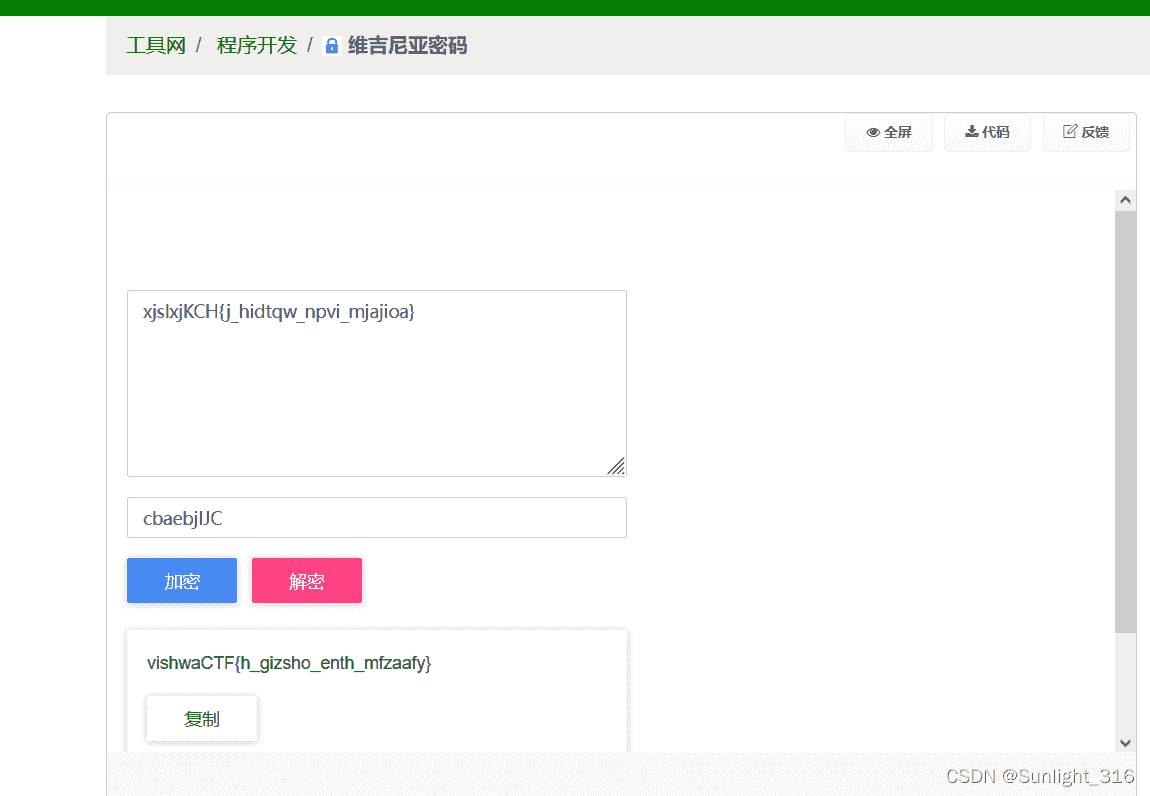 工具网 / 程序开发 / 维吉尼亚密码
全屏 代码 反馈
xjslxjKCH{j_hidtqw_npvi_mjajioa}
cbaebjIJC
加密 解密
vishwaCTF{h_gizsho_enth_mfzaafy}
复制
CSDN @Sunlight_316